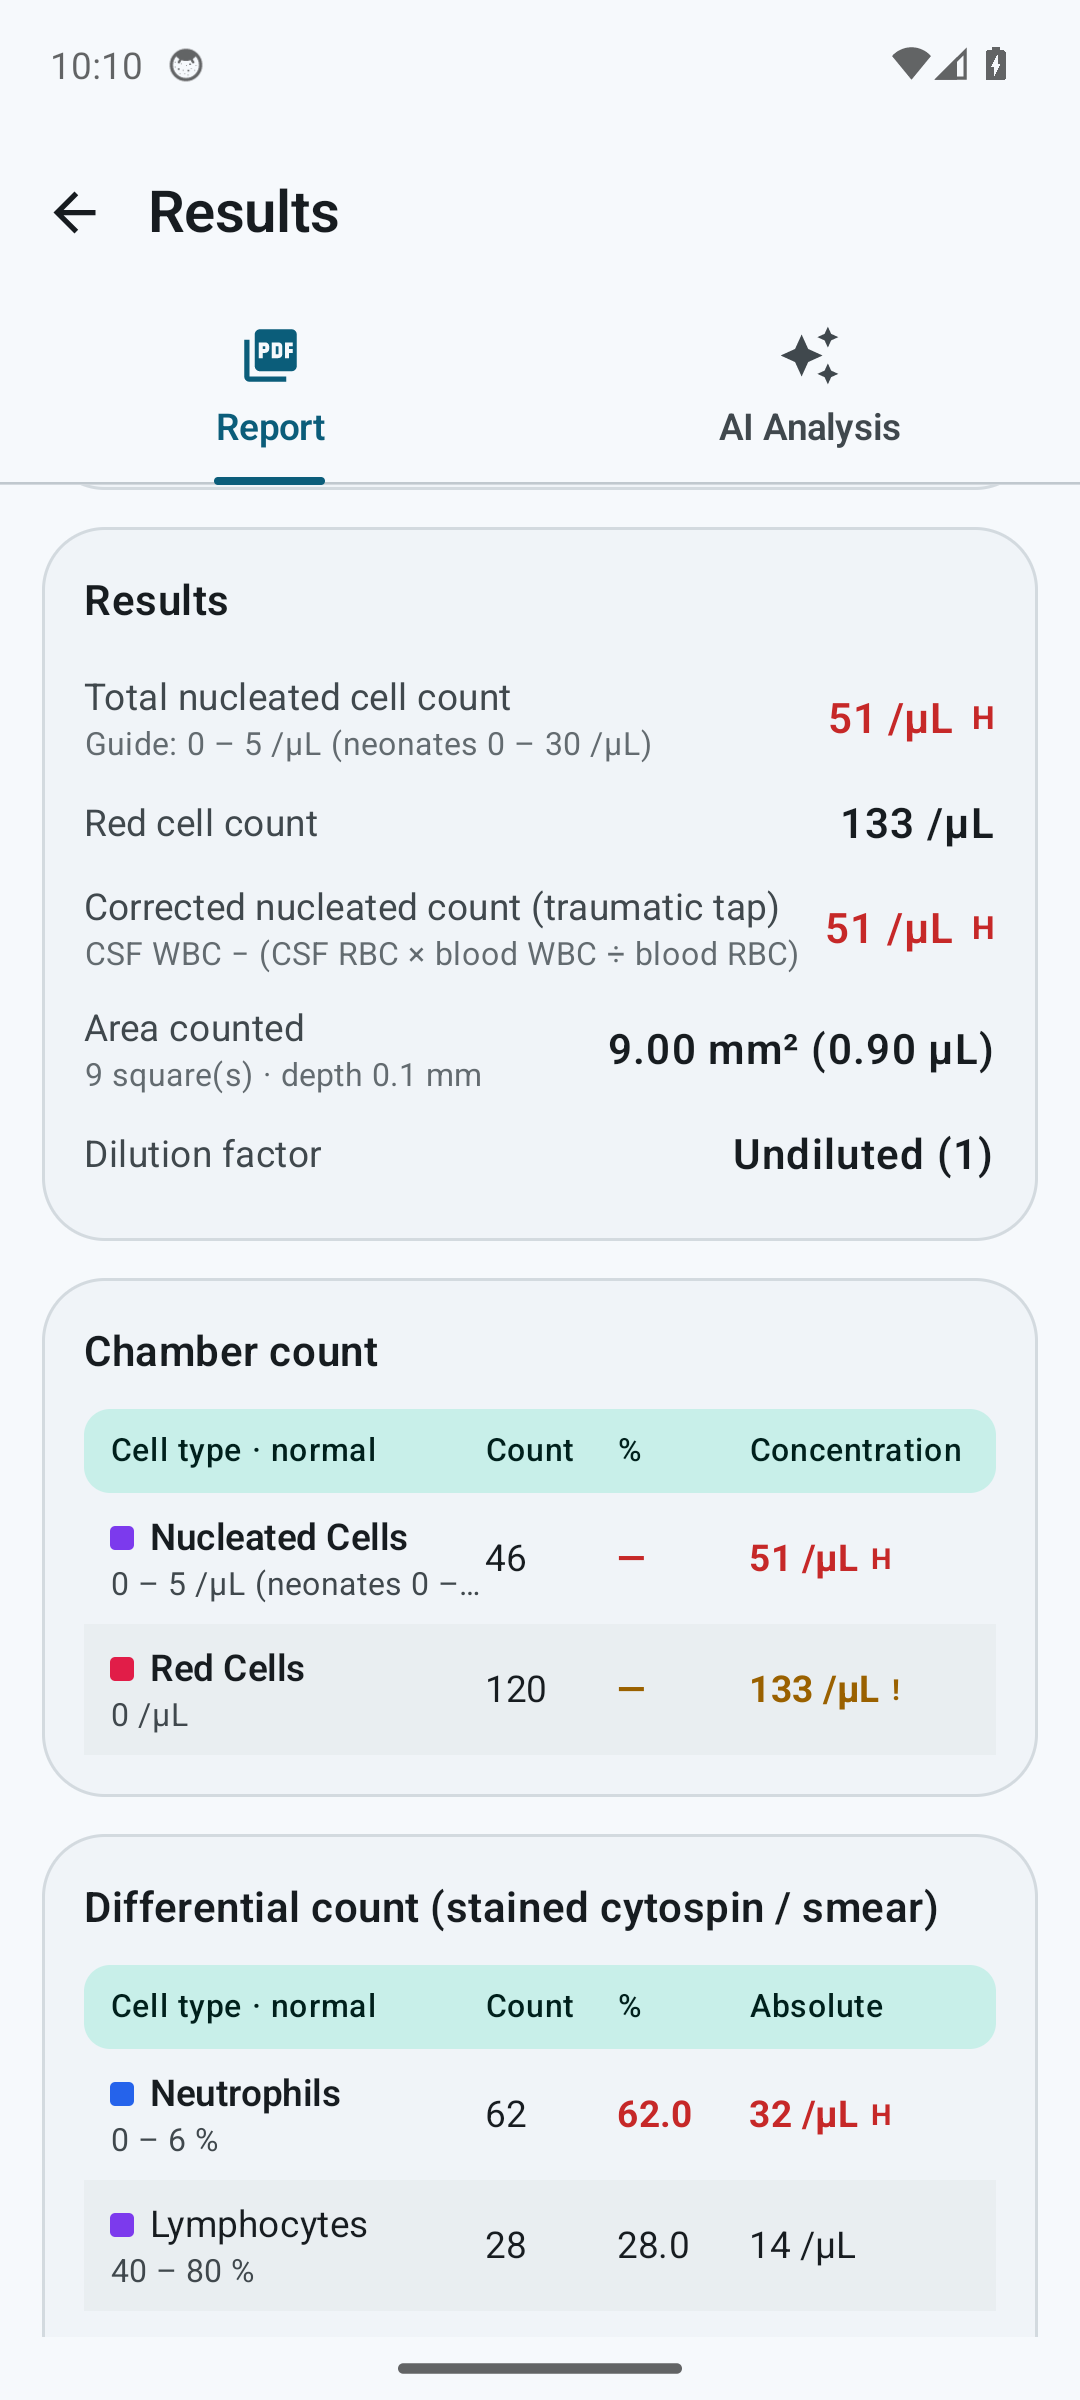 10:10
Results
PDF
Report
AI Analysis
Results
Total nucleated cell count
Guide: 0 – 5 /µL (neonates 0 – 30 /µL)
51 /µL H
Red cell count
133 /µL
Corrected nucleated count (traumatic tap)
CSF WBC − (CSF RBC × blood WBC ÷ blood RBC)
51 /µL H
Area counted
9 square(s) · depth 0.1 mm
9.00 mm² (0.90 µL)
Dilution factor
Undiluted (1)
Chamber count
Cell type · normal Count % Concentration
Nucleated Cells
0 – 5 /µL (neonates 0 –…
46 — 51 /µL H
Red Cells
0 /µL
120 — 133 /µL !
Differential count (stained cytospin / smear)
Cell type · normal Count % Absolute
Neutrophils
0 – 6 %
62 62.0 32 /µL H
Lymphocytes
40 – 80 %
28 28.0 14 /µL